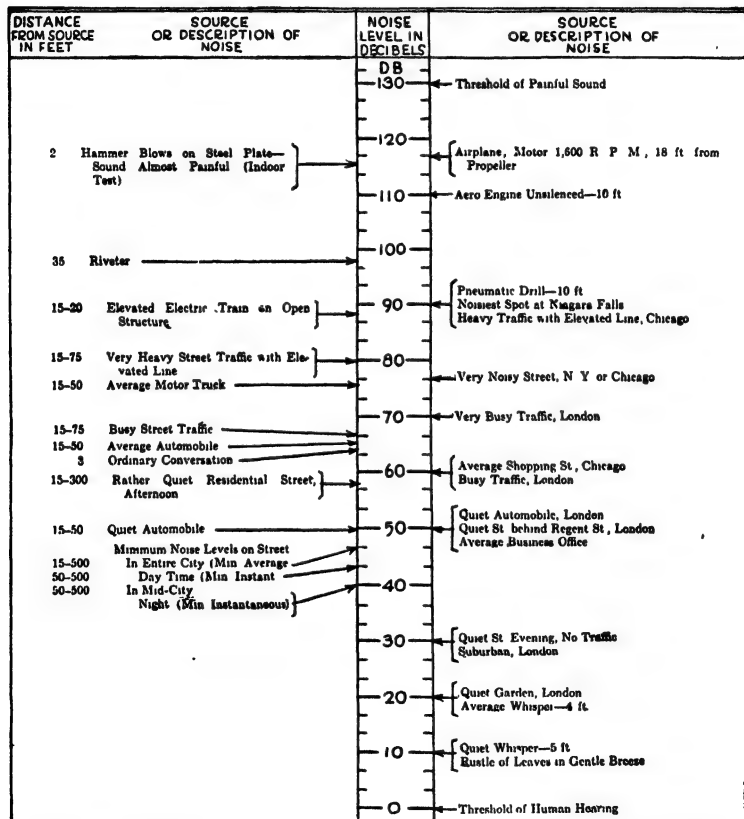 DISTANCE FROM SOURCE IN FEET
SOURCE OR DESCRIPTION OF NOISE
NOISE LEVEL IN DECIBELS
SOURCE OR DESCRIPTION OF NOISE
DB
130
Threshold of Painful Sound
120
2 Hammer Blows on Steel Plate—
Sound Almost Painful (Indoor
Test)
Airplane, Motor 1,600 R P M, 18 ft from
Propeller
110
Aero Engine Unsilenced—10 ft
100
35 Riveter
Pneumatic Drill—10 ft
90
Noisiest Spot at Niagara Falls
Heavy Traffic with Elevated Line, Chicago
15-20 Elevated Electric Train on Open
Structure
15-75 Very Heavy Street Traffic with Ele-
vated Line
80
15-50 Average Motor Truck
Very Noisy Street, N Y or Chicago
70
Very Busy Traffic, London
15-75 Busy Street Traffic
15-50 Average Automobile
3 Ordinary Conversation
60
Average Shopping St, Chicago
Busy Traffic, London
15-300 Rather Quiet Residential Street,
Afternoon
Quiet Automobile, London
15-50 Quiet Automobile
50
Quiet St behind Regent St, London
Average Business Office
Minimum Noise Levels on Street
15-500 In Entire City (Min Average
50-500 Day Time (Min Instant
50-500 In Mid-City
Night (Min Instantaneous)
40
30
Quiet St Evening, No Traffic
Suburban, London
20
Quiet Garden, London
Average Whisper—4 ft.
10
Quiet Whisper—5 ft
Rustle of Leaves in Gentle Breeze
0
Threshold of Human Hearing